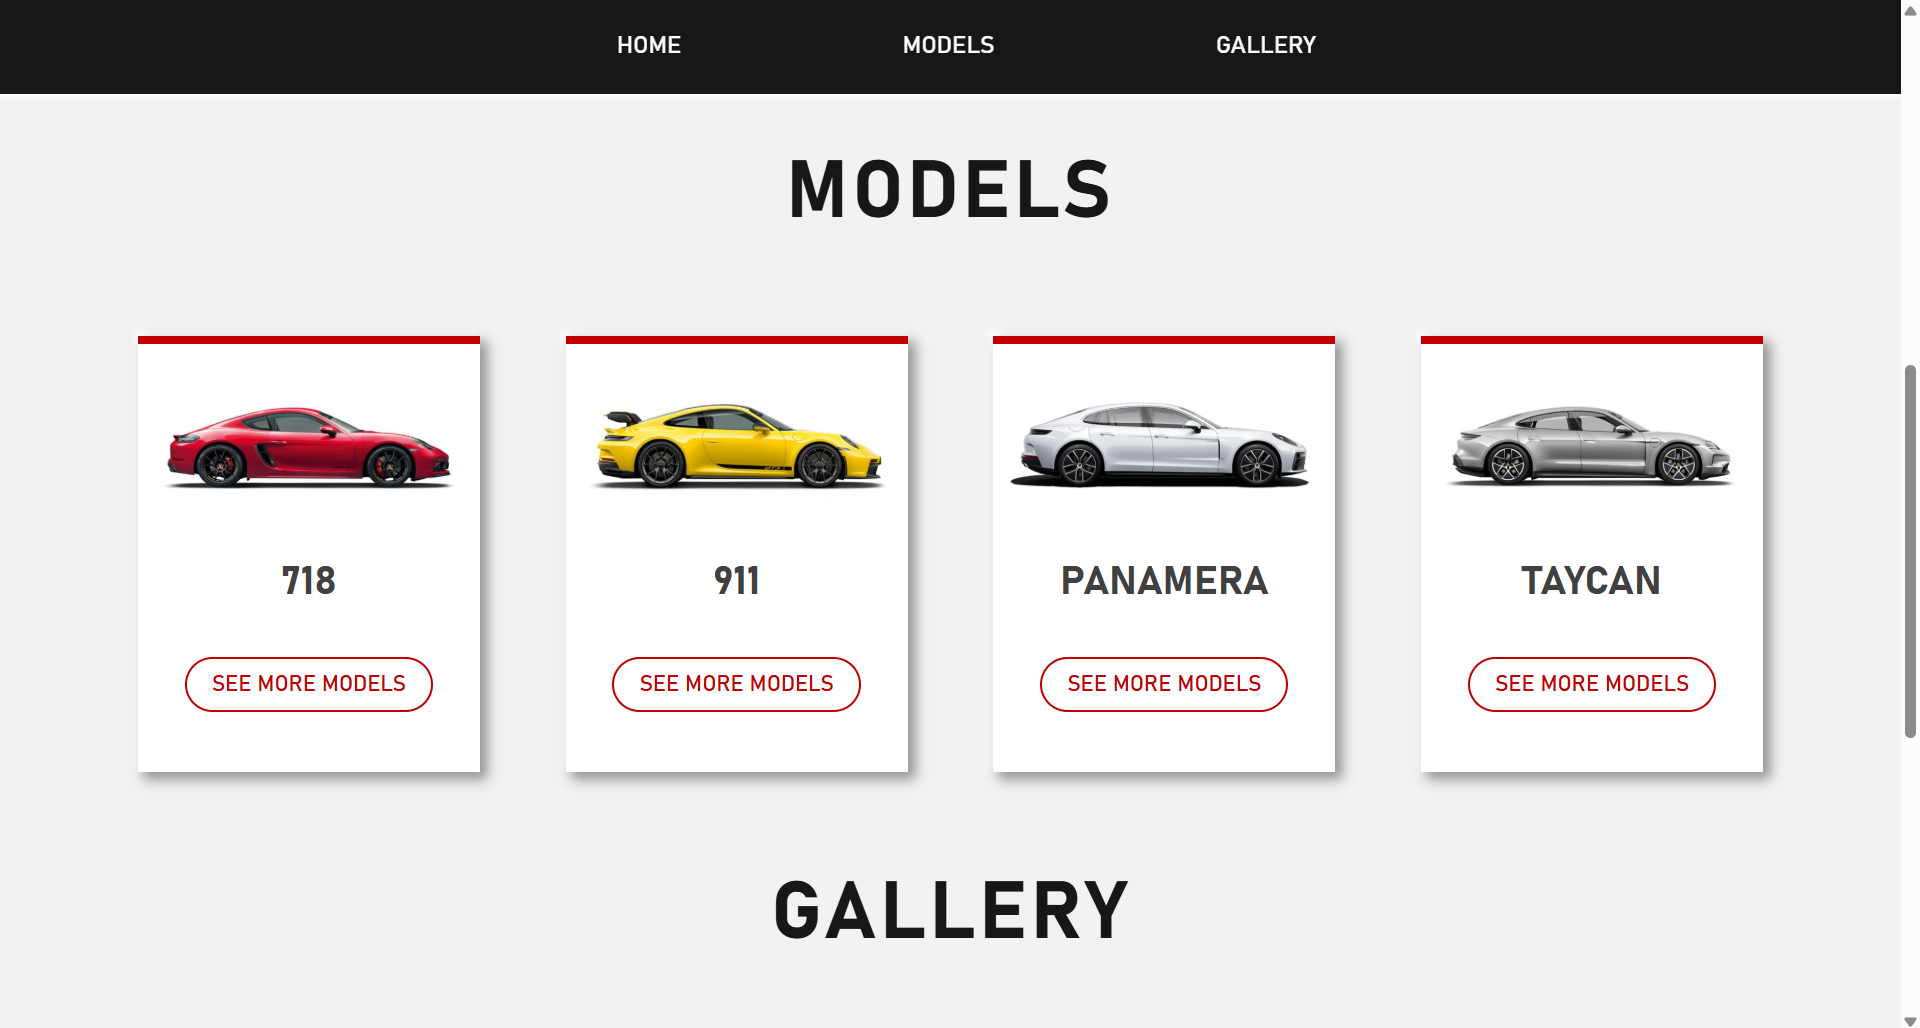 HOME MODELS GALLERY
MODELS
718 911 PANAMERA TAYCAN
SEE MORE MODELS SEE MORE MODELS SEE MORE MODELS SEE MORE MODELS
GALLERY